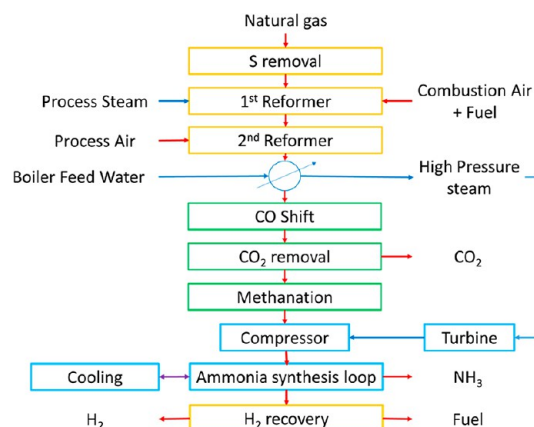 Natural gas
S removal
Process Steam
1st Reformer
Combustion Air
+ Fuel
Process Air
2nd Reformer
Boiler Feed Water
High Pressure
steam
CO Shift
CO2 removal
CO2
Methanation
Compressor
Turbine
Cooling
Ammonia synthesis loop
NH3
H2
H2 recovery
Fuel